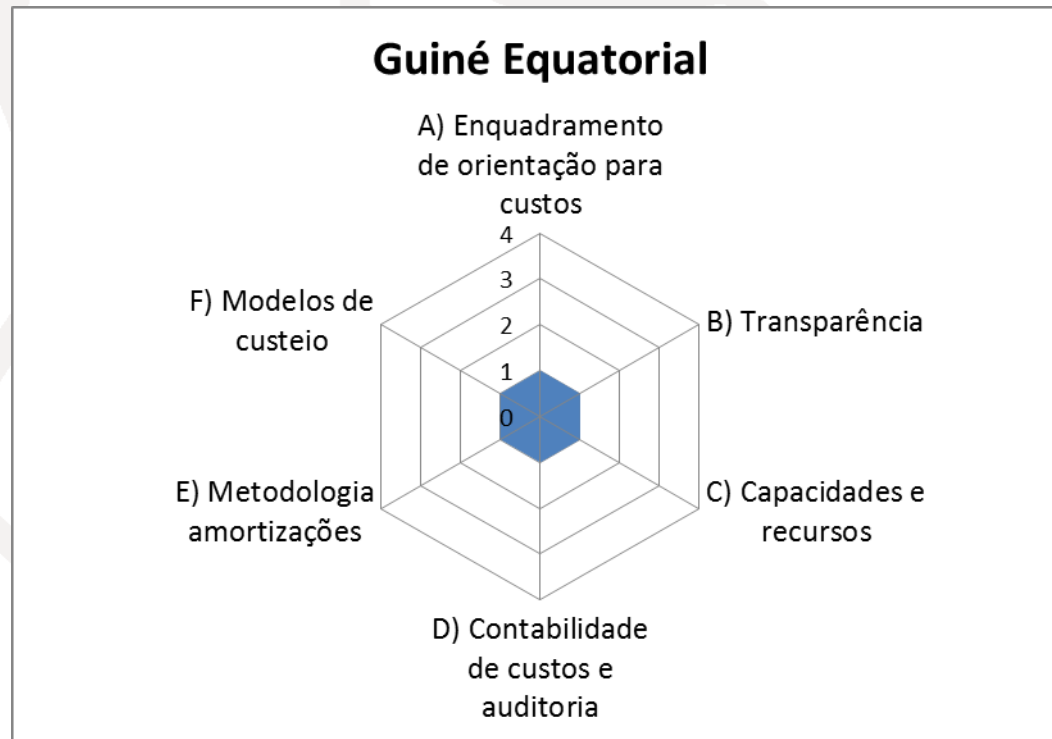 Guiné Equatorial
A) Enquadramento
de orientação para
custos
4
3
2
1
0
B) Transparência
C) Capacidades e
recursos
D) Contabilidade
de custos e
auditoria
E) Metodologia
amortizações
F) Modelos de
custeio